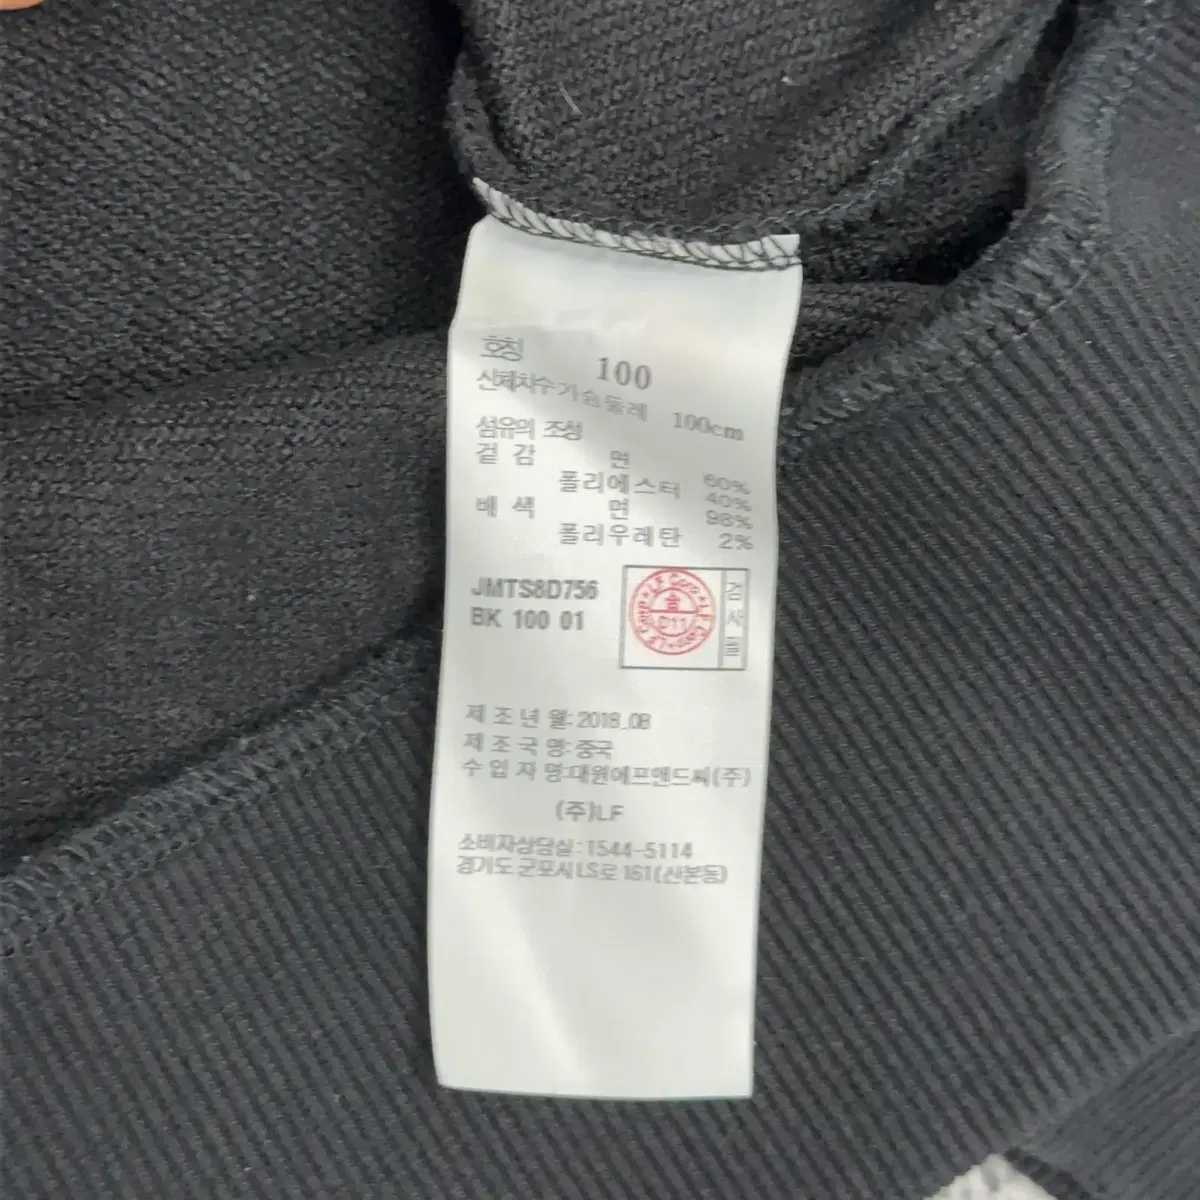 호칭 100
신체치수 가슴둘레 100cm
섬유의 조성
겉 감 면 60%
폴리에스터 40%
배 색 면 98%
폴리우레탄 2%
JMTS8D756
BK 100 01
LF Corp
합
D11
검사필
제 조 년 월: 2018.08
제 조 국 명: 중국
수 입 자 명:대원에프앤드씨(주)
(주)LF
소비자상담실: 1544-5114
경기도 군포시 LS로 161(산본동)